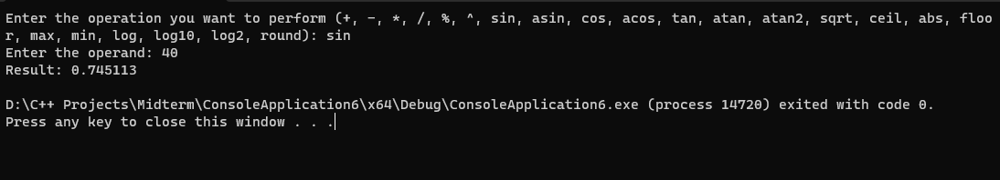 Enter the operation you want to perform (+, -, *, /, %, ^, sin, asin, cos, acos, tan, atan, atan2, sqrt, ceil, abs, floo
r, max, min, log, log10, log2, round): sin
Enter the operand: 40
Result: 0.745113
D:\C++ Projects\Midterm\ConsoleApplication6\x64\Debug\ConsoleApplication6.exe (process 14720) exited with code 0.
Press any key to close this window . . .